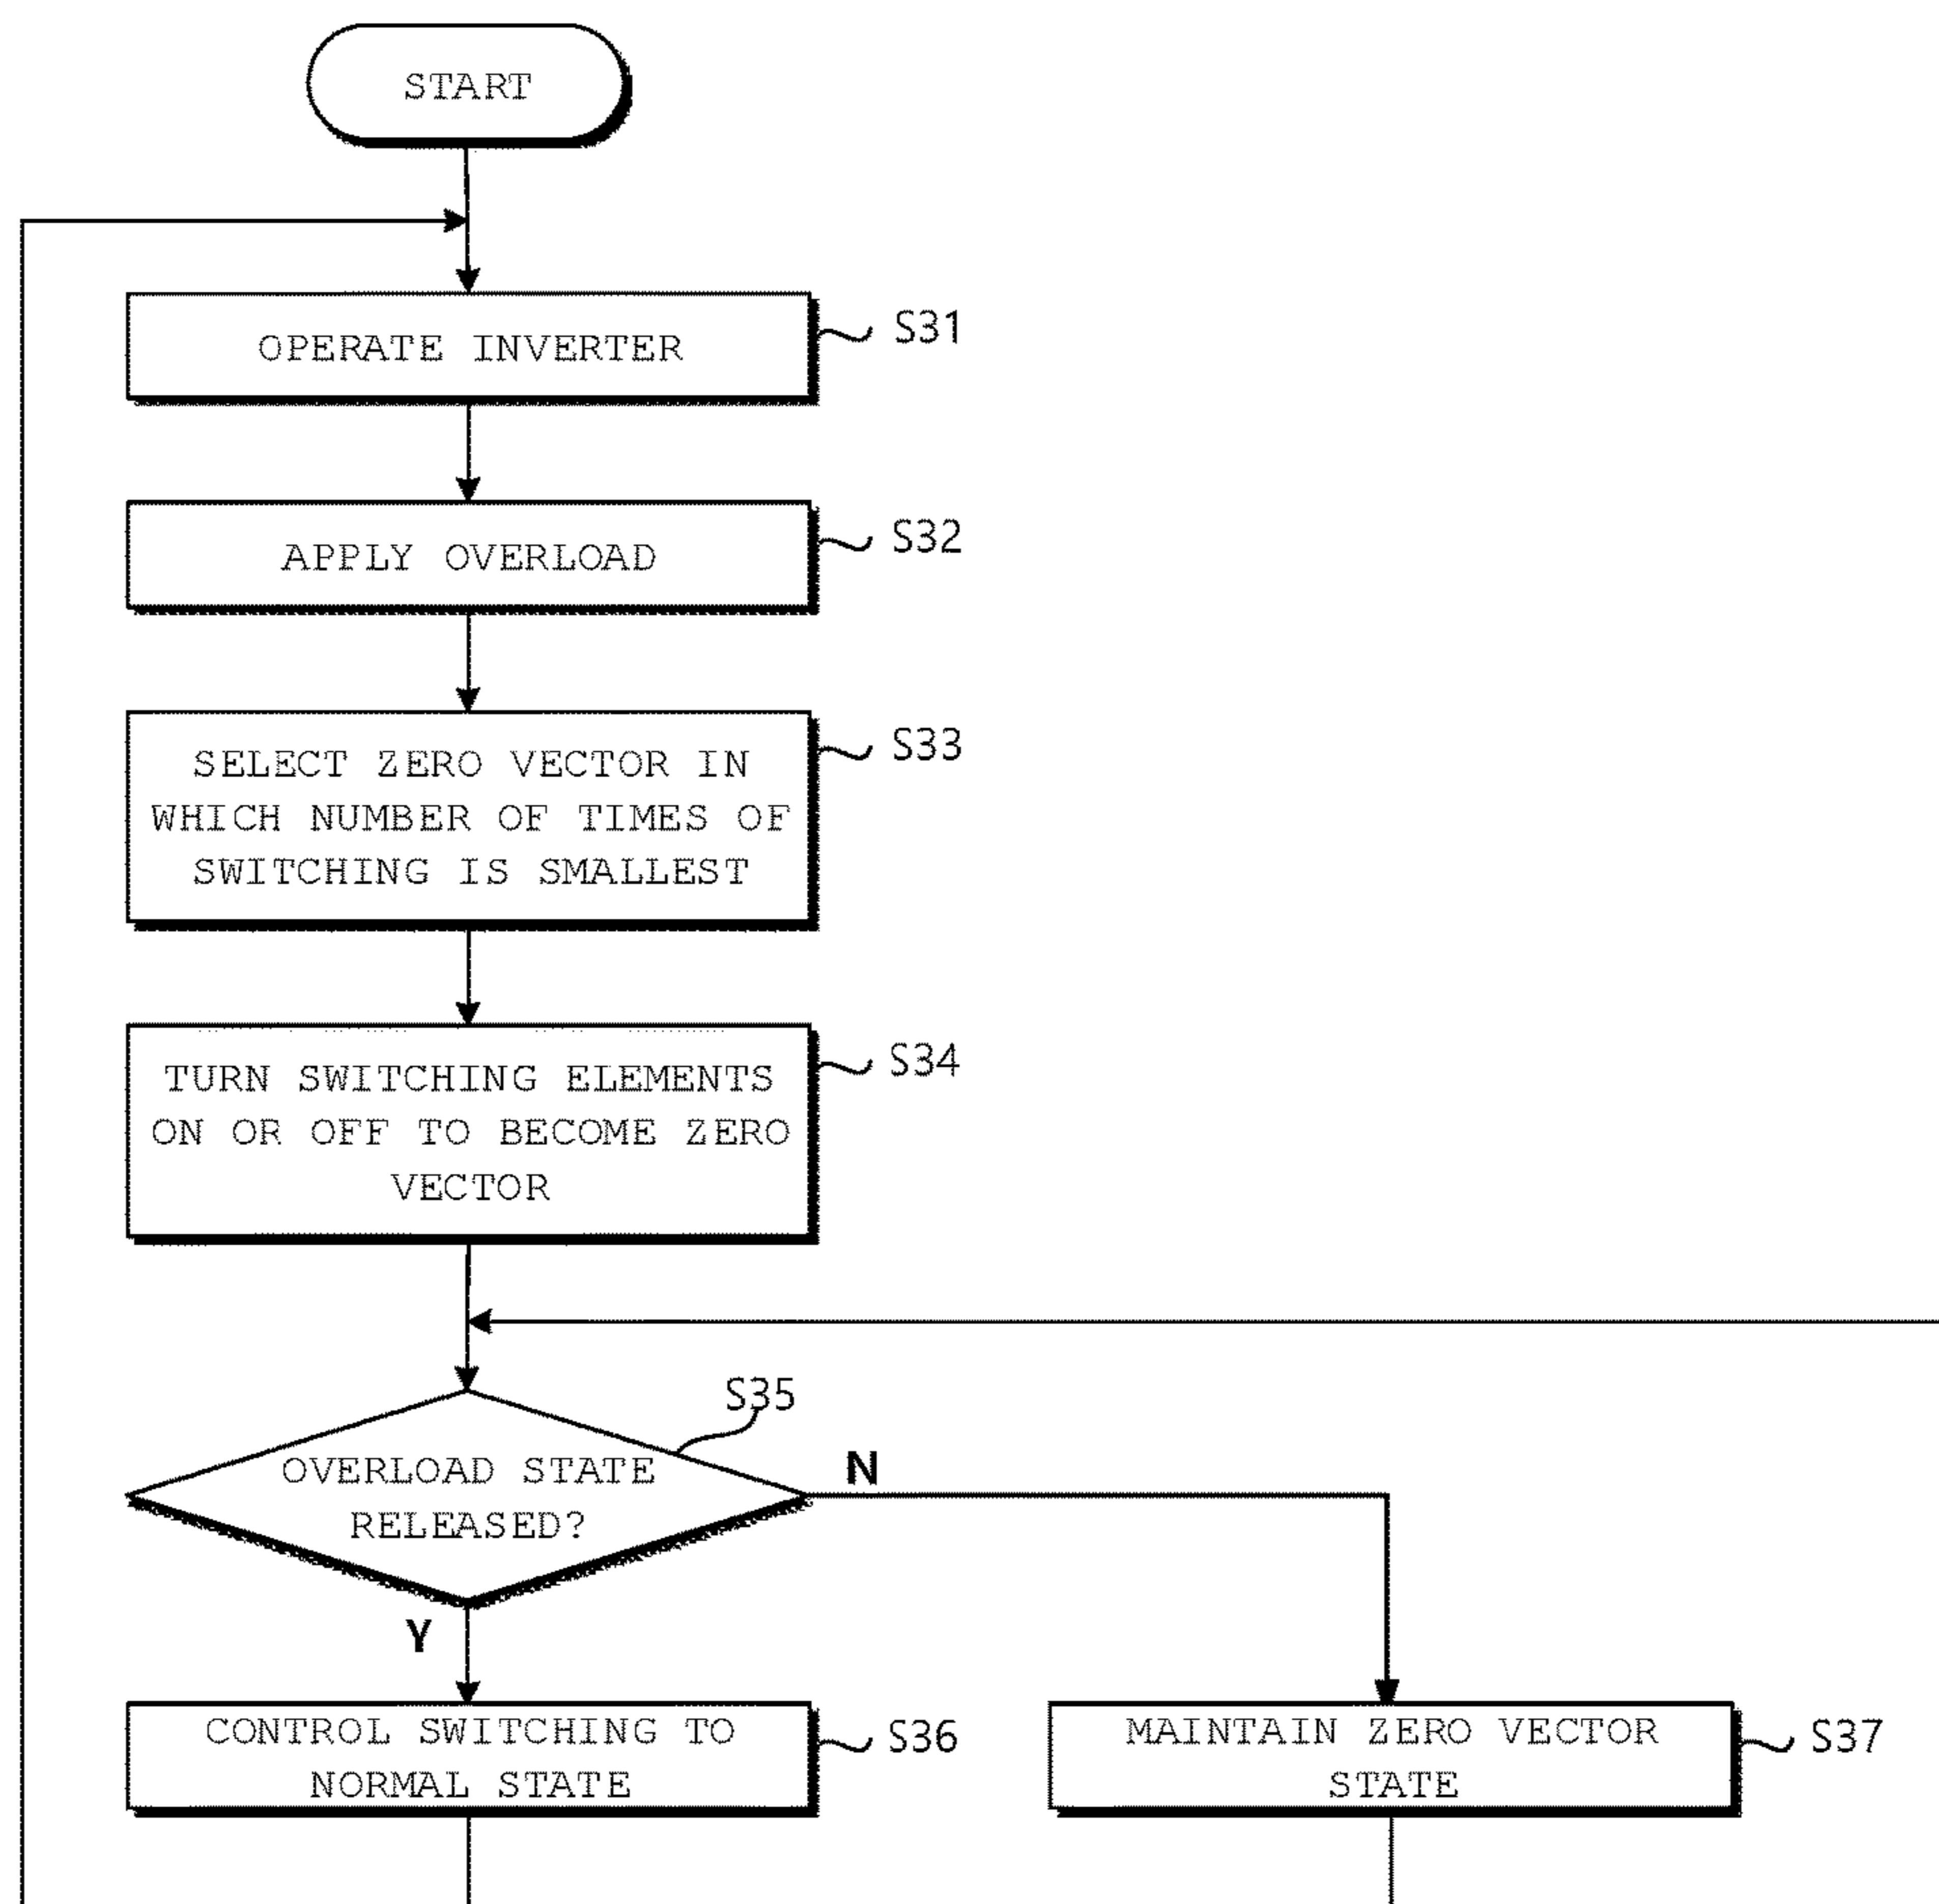 START
OPERATE INVERTER
S31
APPLY OVERLOAD
S32
SELECT ZERO VECTOR IN
WHICH NUMBER OF TIMES OF
SWITCHING IS SMALLEST
S33
TURN SWITCHING ELEMENTS
ON OR OFF TO BECOME ZERO
VECTOR
S34
S35
OVERLOAD STATE
RELEASED?
N
Y
CONTROL SWITCHING TO
NORMAL STATE
S36
MAINTAIN ZERO VECTOR
STATE
S37